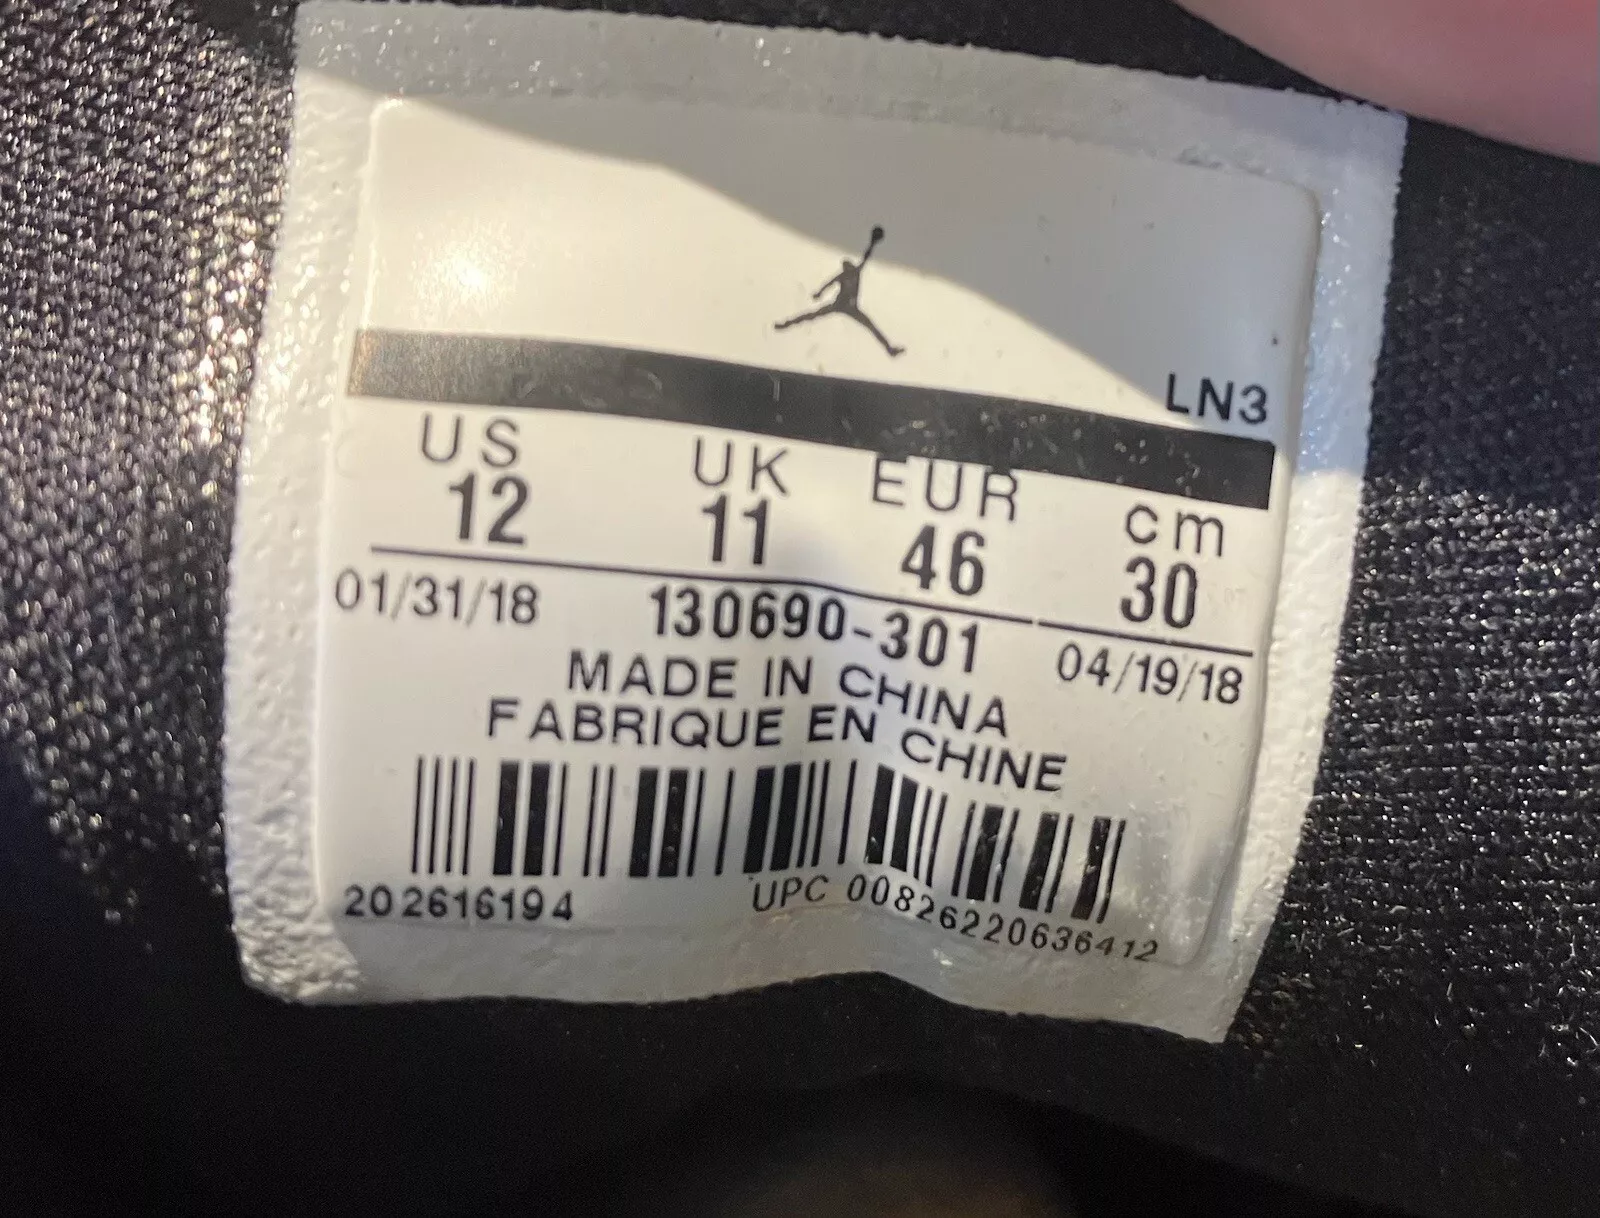 LN3
US UK EUR cm
12 11 46 30
01/31/18 130690-301 04/19/18
MADE IN CHINA
FABRIQUE EN CHINE
202616194 UPC 00826220636412